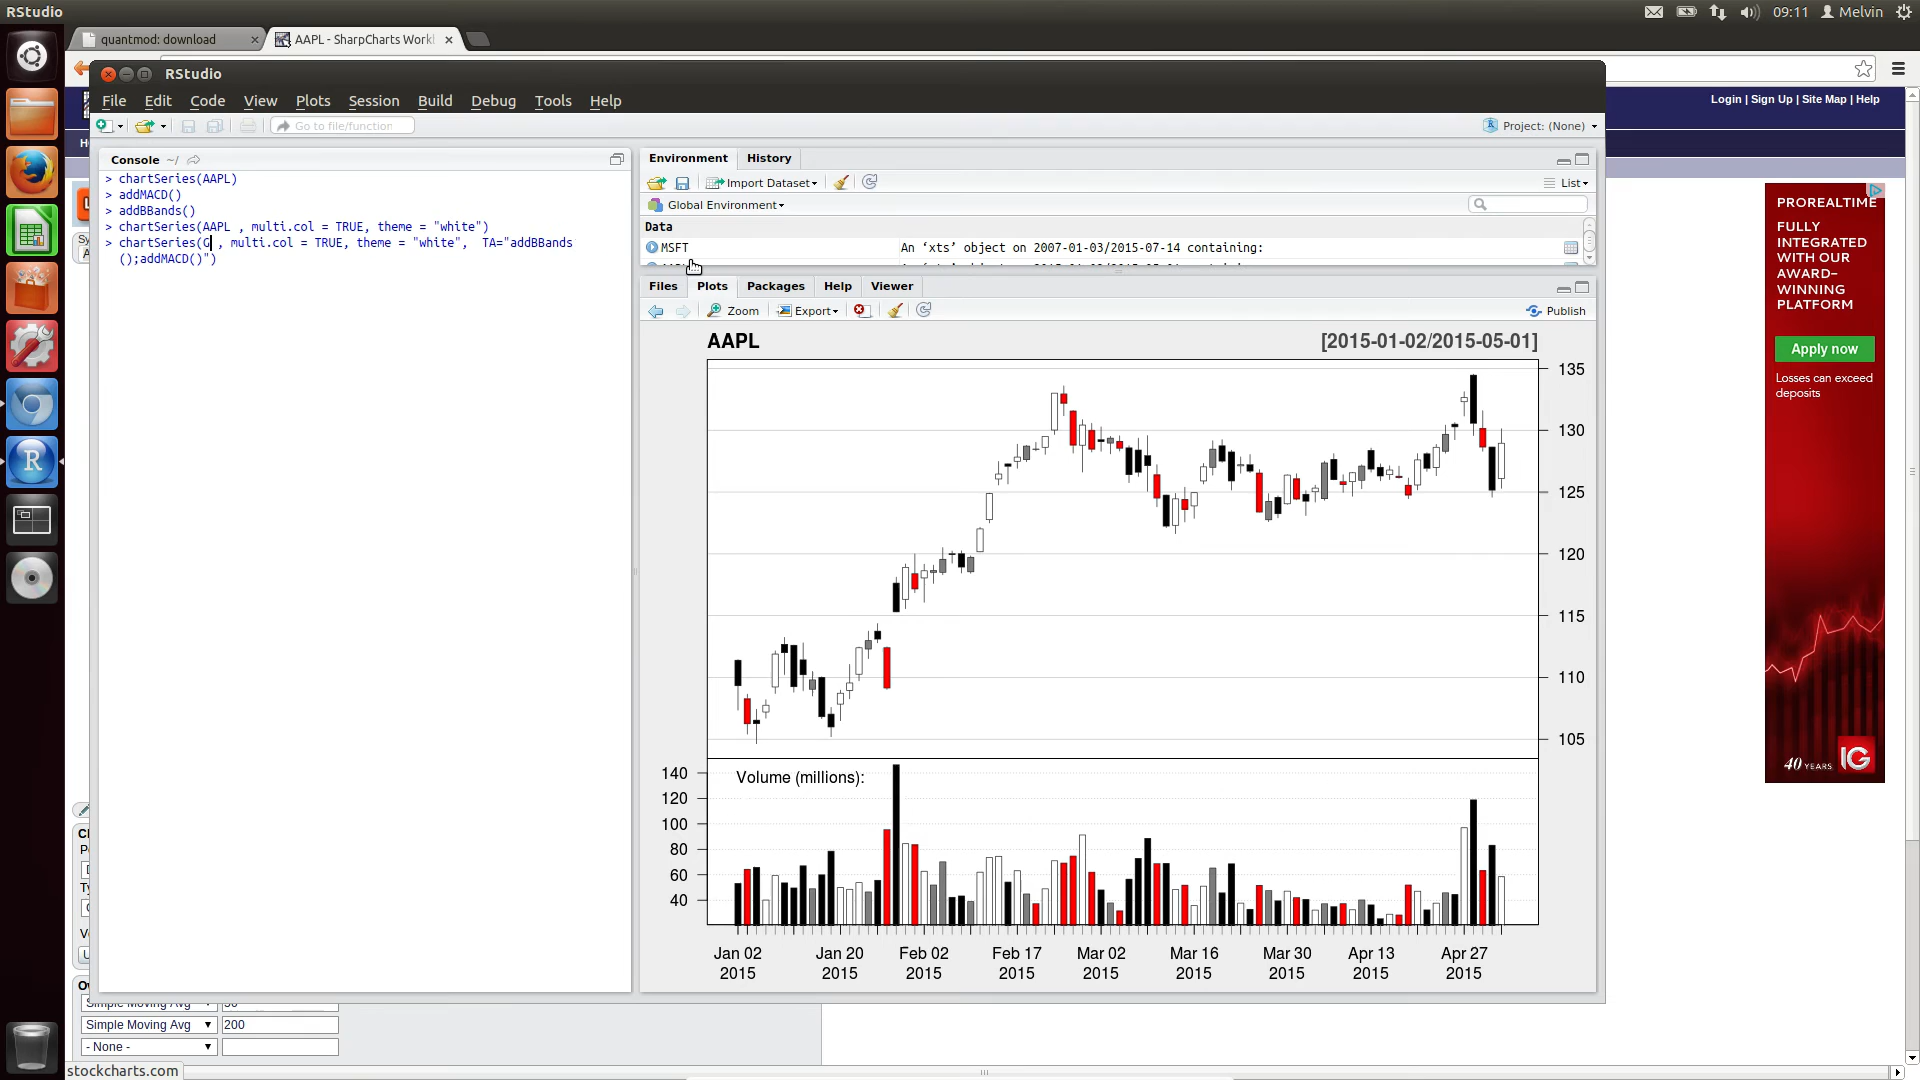 RStudio
09:11 Melvin
quantmod: download
AAPL - SharpCharts Work
RStudio
File Edit Code View Plots Session Build Debug Tools Help
Go to file/function
Project: (None)
Login | Sign Up | Site Map | Help
Console ~/
> chartSeries(AAPL)
> addMACD()
> addBBands()
> chartSeries(AAPL , multi.col = TRUE, theme = "white")
> chartSeries(G , multi.col = TRUE, theme = "white",  TA="addBBands
();addMACD()")
Environment History
Import Dataset
List
Global Environment
Data
MSFT An ‘xts’ object on 2007-01-03/2015-07-14 containing:
Files Plots Packages Help Viewer
Zoom Export
Publish
AAPL [2015-01-02/2015-05-01]
135
130
125
120
115
110
105
Volume (millions):
140
120
100
80
60
40
Jan 02 Jan 20 Feb 02 Feb 17 Mar 02 Mar 16 Mar 30 Apr 13 Apr 27
2015 2015 2015 2015 2015 2015 2015 2015 2015
PROREALTIME
FULLY
INTEGRATED
WITH OUR
AWARD-
WINNING
PLATFORM
Apply now
Losses can exceed
deposits
40 YEARS IG
Simple Moving Avg
Simple Moving Avg 200
- None -
stockcharts.com